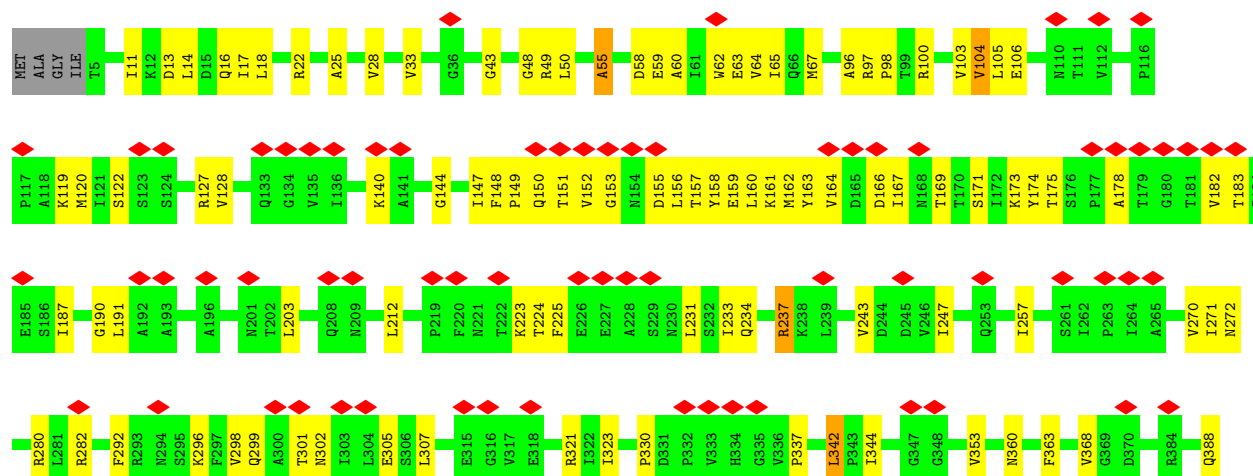 MET ALA GLY ILE T5 I11 K12 D13 L14 D15 Q16 I17 L18 R22 A25 V28 V33 G36 G43 G48 R49 L50 A55 D58 E59 A60 I61 W62 E63 V64 I65 Q66 M67 A96 R97 P98 T99 R100 V103 V104 L105 E106 N110 T111 V112 P116
P117 A118 K119 M120 I121 S122 S123 S124 R127 V128 Q133 G134 V135 I136 K140 A141 G144 I147 F148 P149 Q150 T151 V152 G153 N154 D155 L156 T157 Y158 E159 L160 K161 M162 Y163 V164 D165 D166 I167 N168 T169 T170 S171 I172 K173 Y174 T175 S176 P177 A178 T179 G180 T181 V182 T183
E185 S186 I187 G190 L191 A192 A193 A196 N201 T202 L203 Q208 N209 L212 P219 F220 N221 T222 K223 T224 F225 E226 E227 A228 S229 N230 L231 S232 T233 Q234 R237 K238 L239 V243 D244 D245 V246 I247 Q253 I257 S261 I262 P263 I264 A265 V270 I271 N272
R280 L281 R282 F292 R293 N294 S295 K296 F297 V298 Q299 A300 T301 N302 I303 L304 E305 S306 L307 E315 G316 V317 E318 R321 I322 I323 P330 D331 P332 V333 H334 G335 V336 P337 L342 P343 I344 G347 G348 V353 N360 F363 V368 G369 D370 R384 Q388